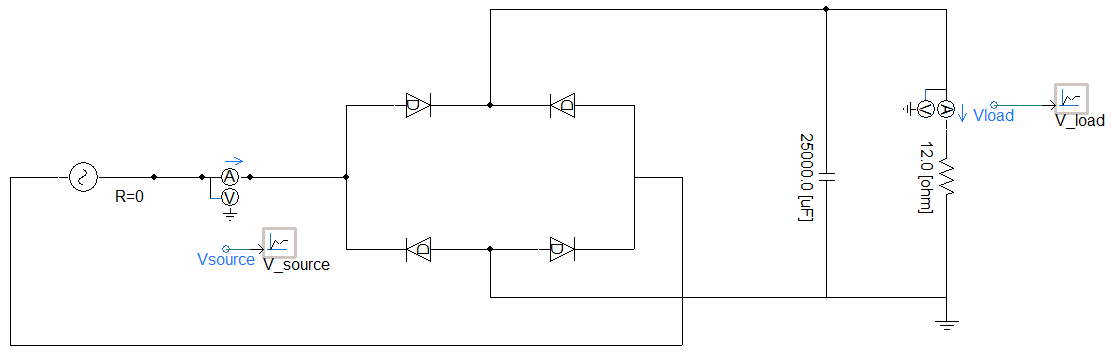 D
D
V
A
Vload
V_load
25000.0 [uF]
12.0 [ohm]
A
V
R=0
Vsource
V_source
D
D